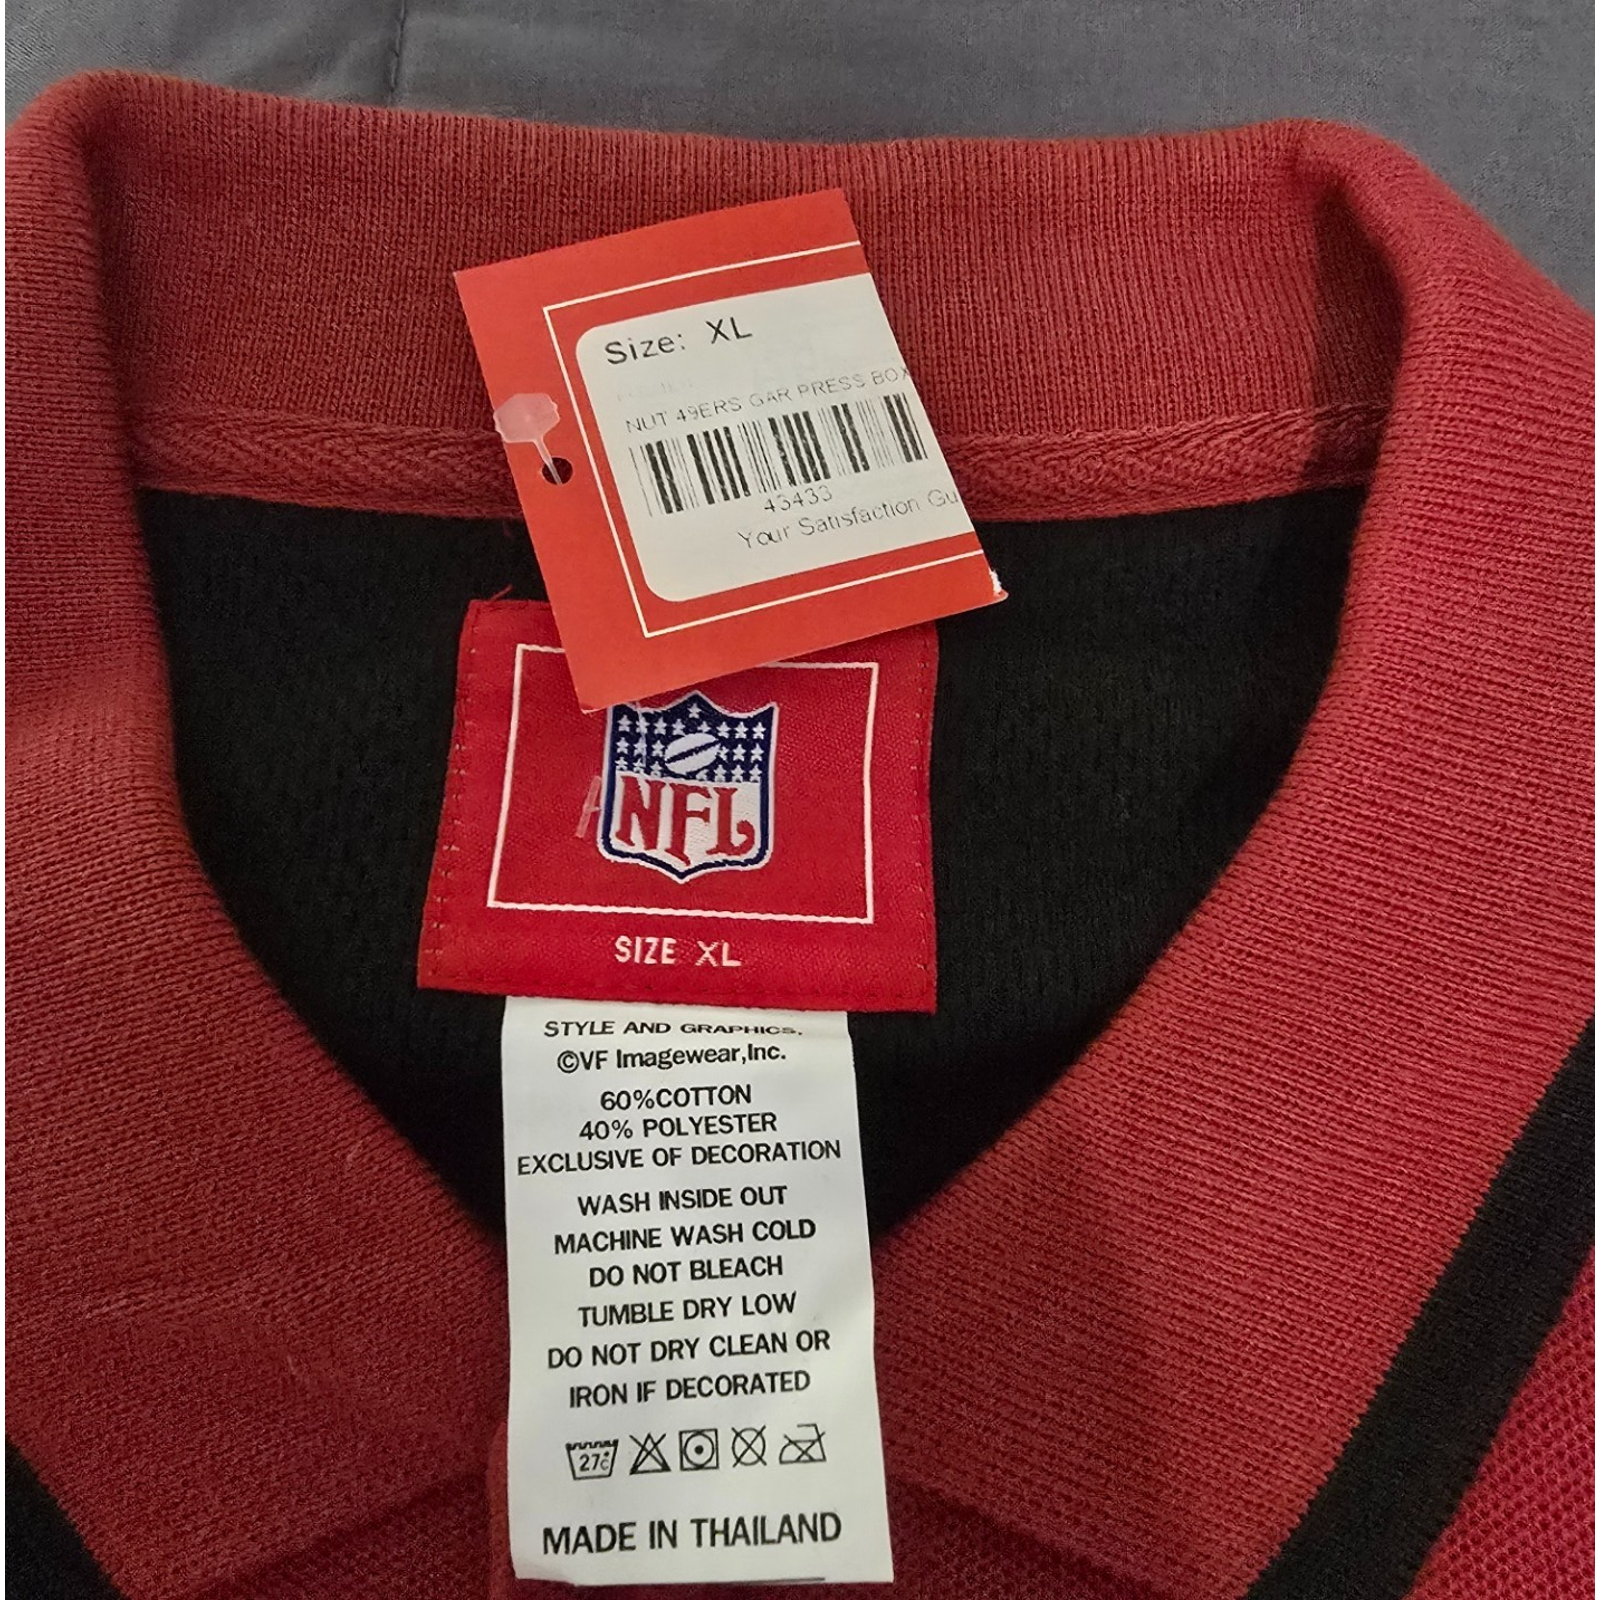 Size: XL
NUT 49ERS GAR PRESS BOX
43433
Your Satisfaction Gu
NFL
SIZE XL
STYLE AND GRAPHICS.
©VF Imagewear,Inc.
60%COTTON
40% POLYESTER
EXCLUSIVE OF DECORATION
WASH INSIDE OUT
MACHINE WASH COLD
DO NOT BLEACH
TUMBLE DRY LOW
DO NOT DRY CLEAN OR
IRON IF DECORATED
27c
MADE IN THAILAND